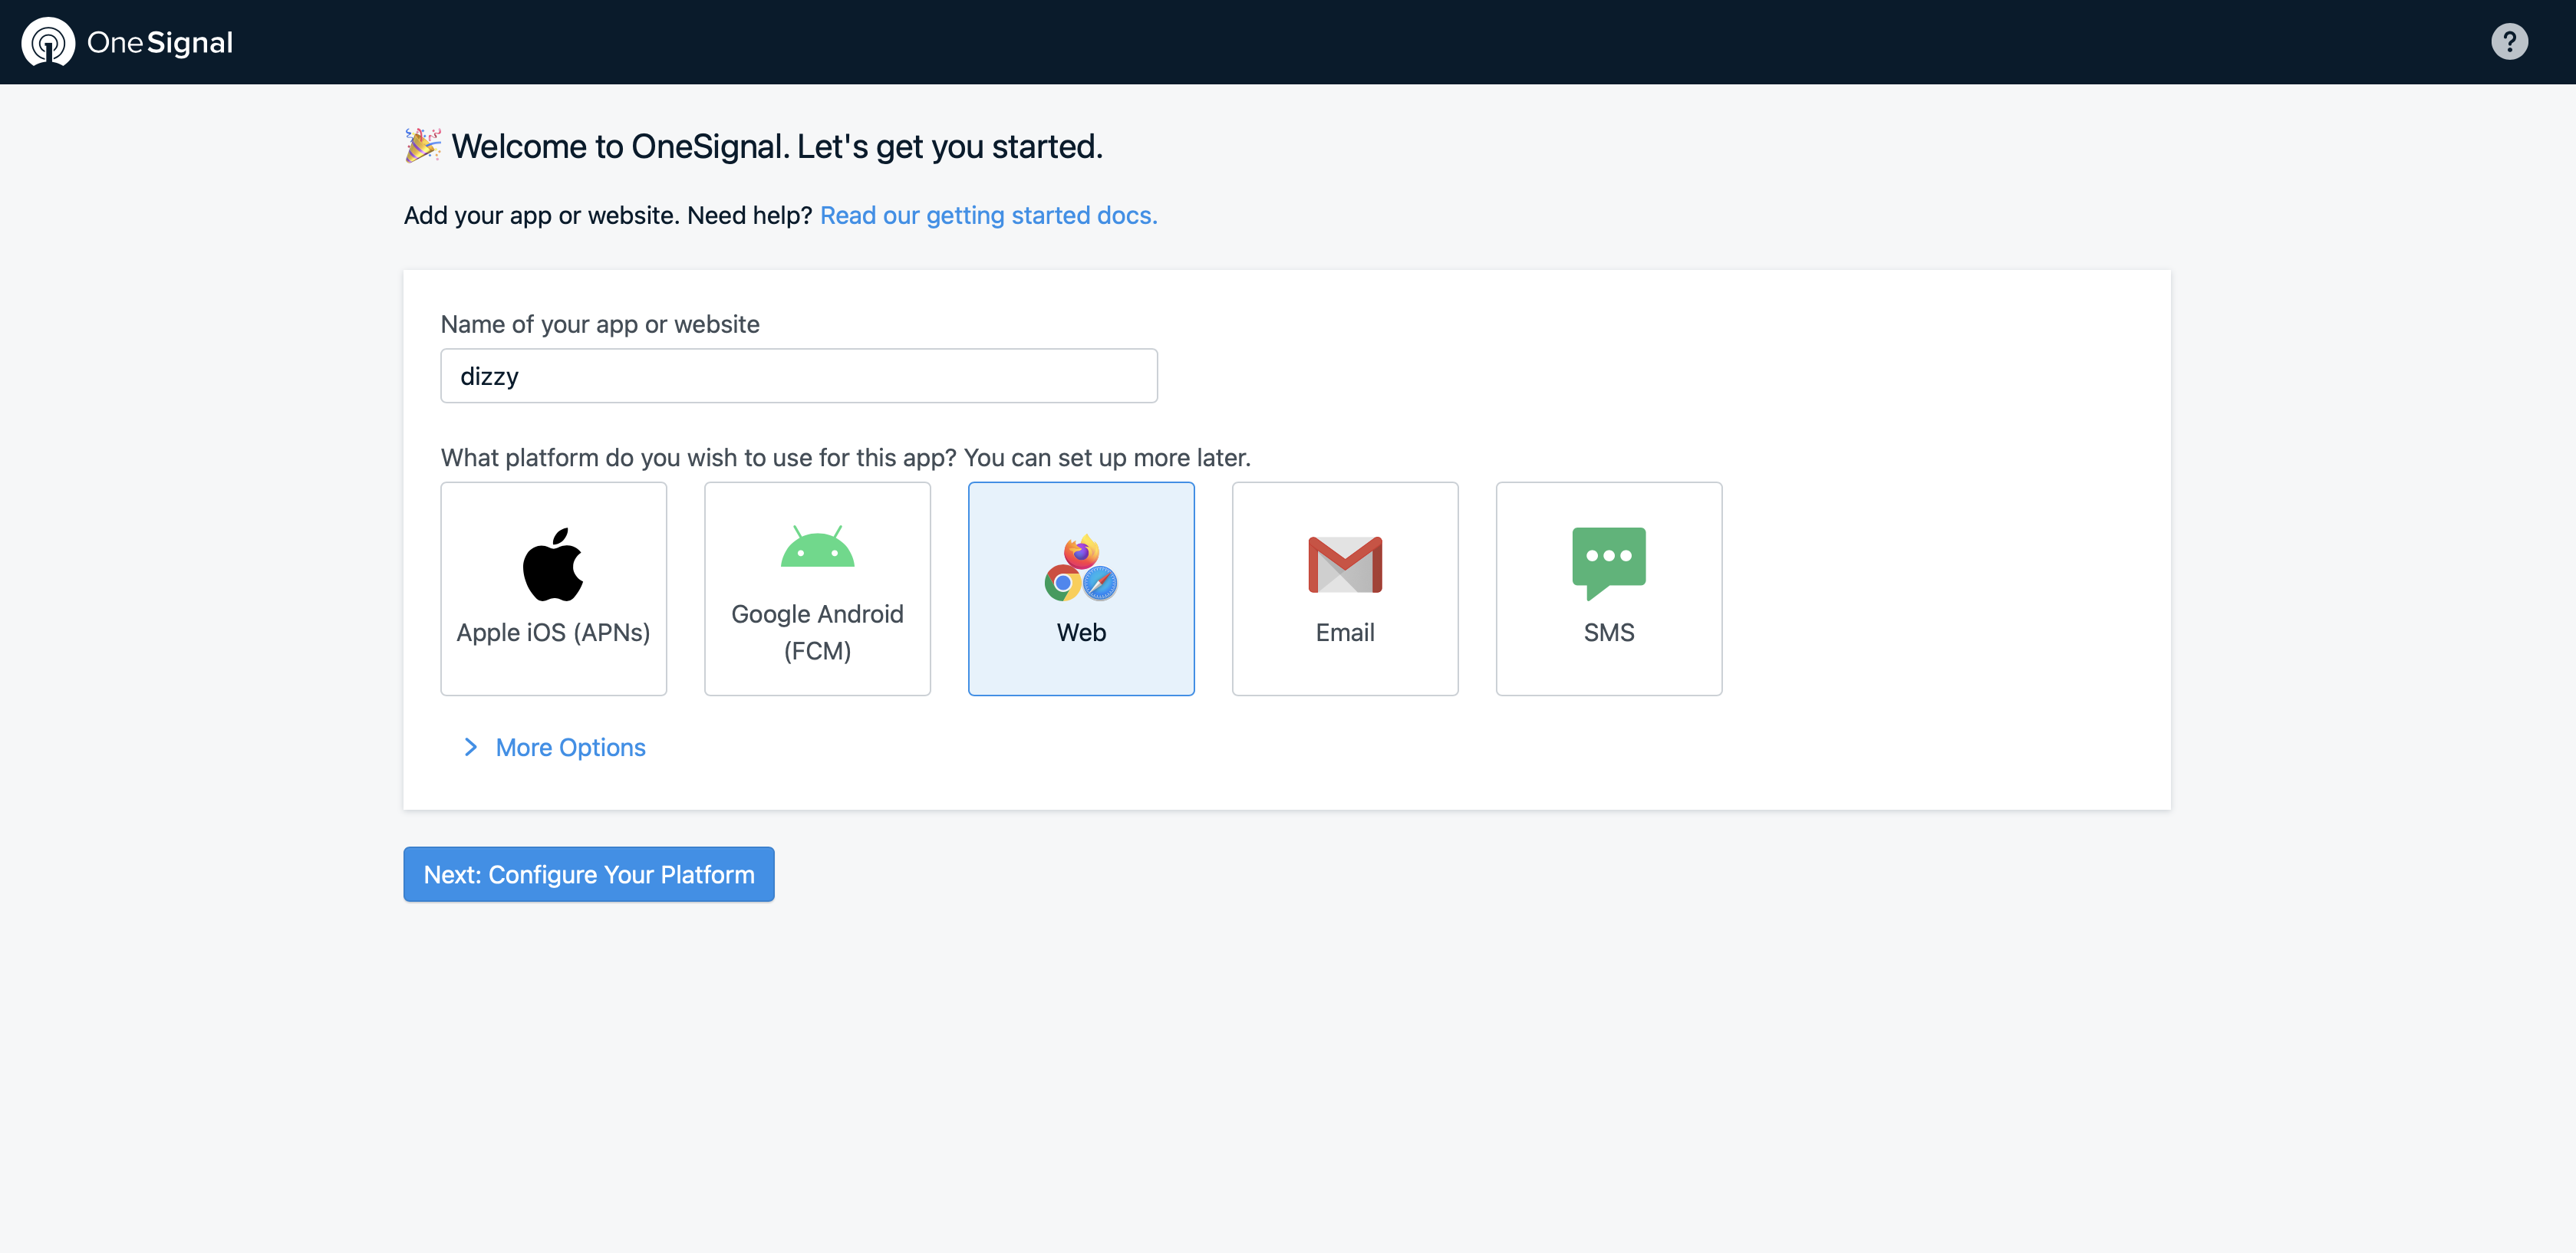 OneSignal
?
🎉 Welcome to OneSignal. Let's get you started.
Add your app or website. Need help? Read our getting started docs.
Name of your app or website
dizzy
What platform do you wish to use for this app? You can set up more later.
Apple iOS (APNs)
Google Android
(FCM)
Web
Email
SMS
More Options
Next: Configure Your Platform